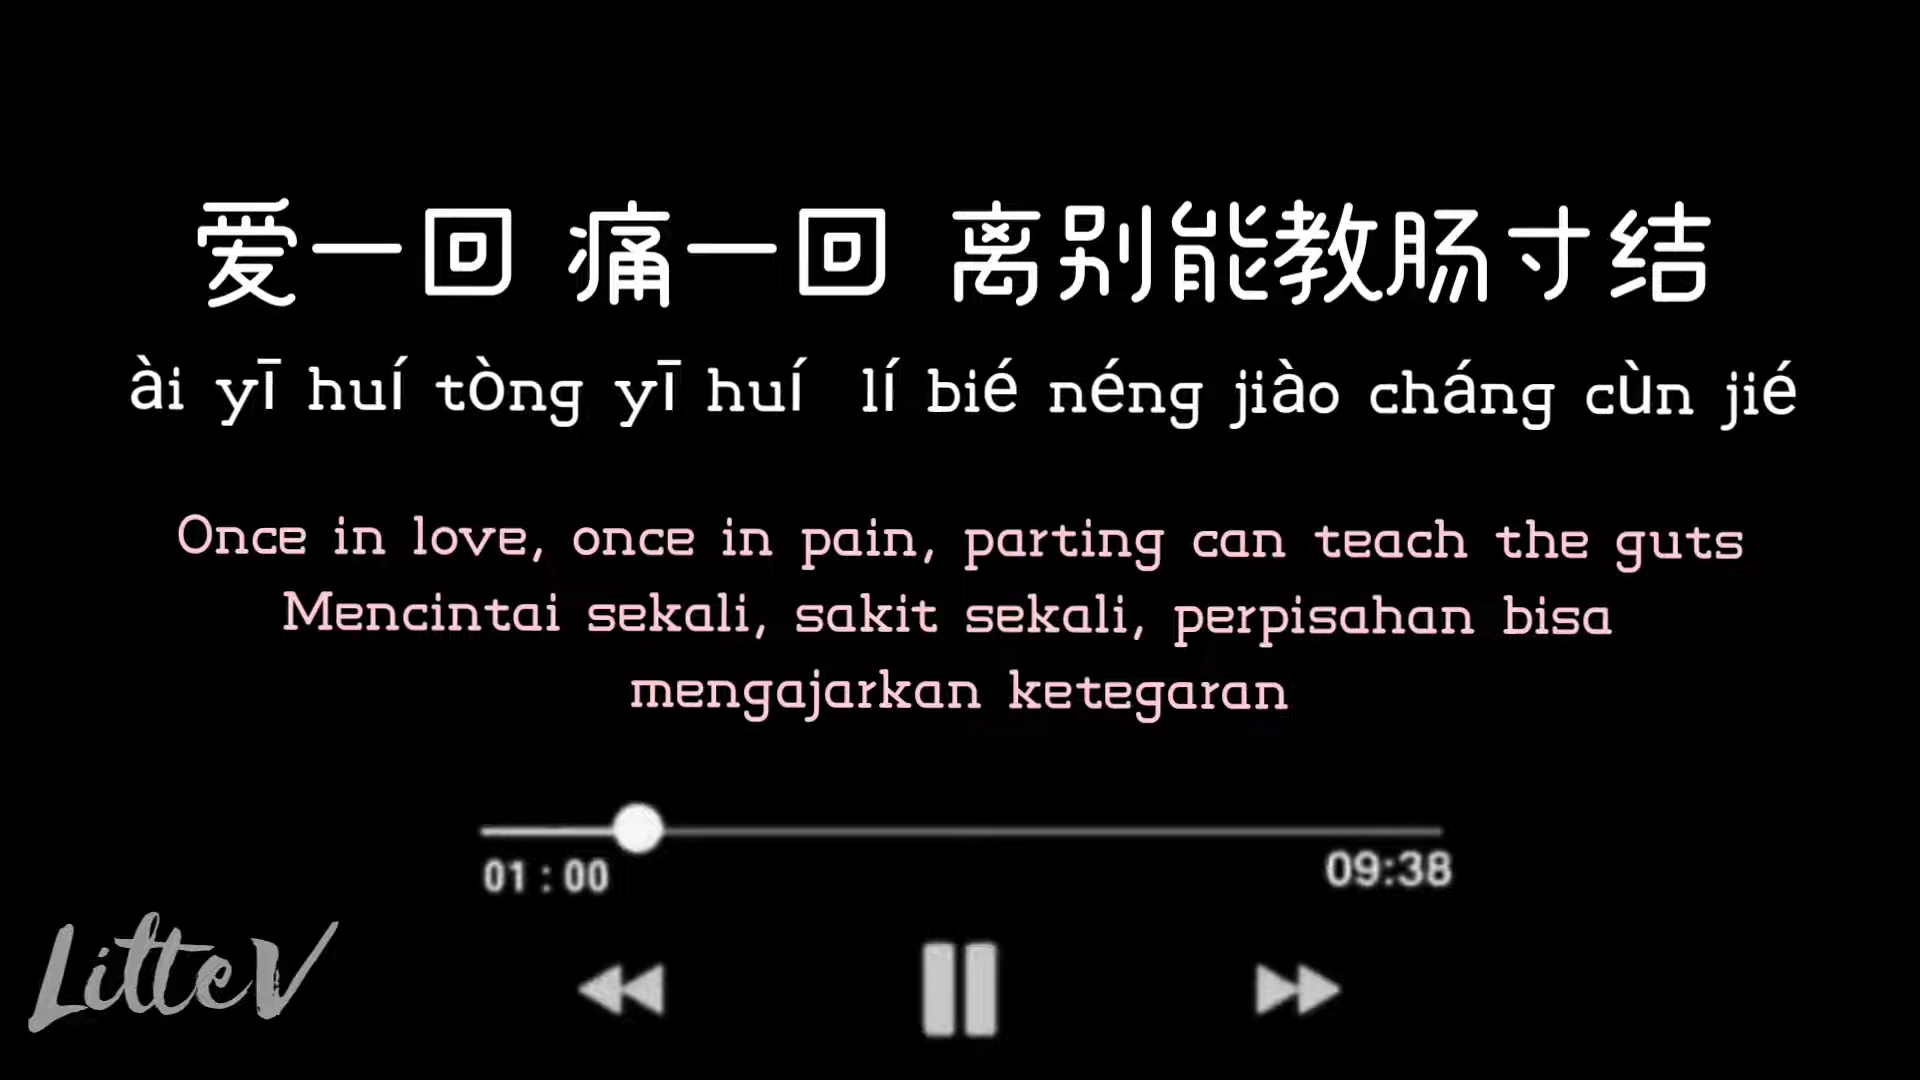 爱一回 痛一回 离别能教肠寸结
ài yī huí tòng yī huí lí bié néng jiào cháng cùn jié
Once in love, once in pain, parting can teach the guts
Mencintai sekali, sakit sekali, perpisahan bisa
mengajarkan ketegaran
01 : 00
09:38
LitteV